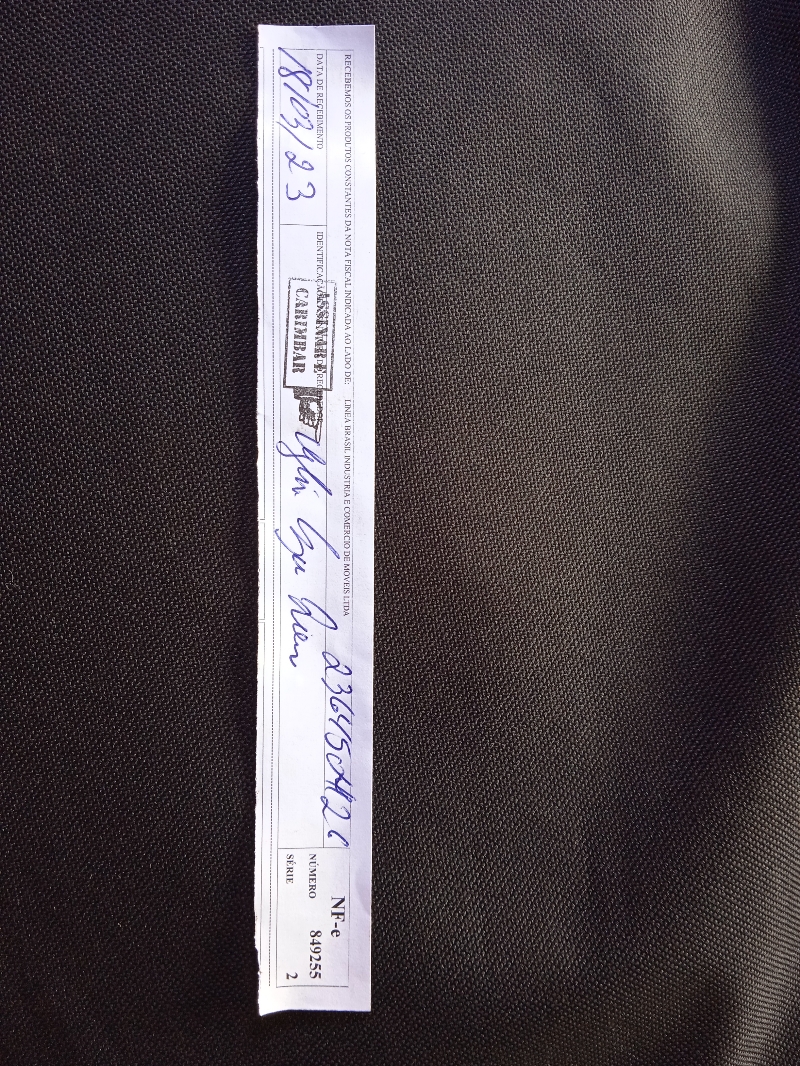 RECEBEMOS OS PRODUTOS CONSTANTES DA NOTA FISCAL INDICADA AO LADO DE: LINEA BRASIL INDUSTRIA E COMERCIO DE MOVEIS LTDA
DATA DE RECEBIMENTO
18/03/23
ASSINAR E
CARIMBAR
NF-e
NÚMERO 849255
SÉRIE 2